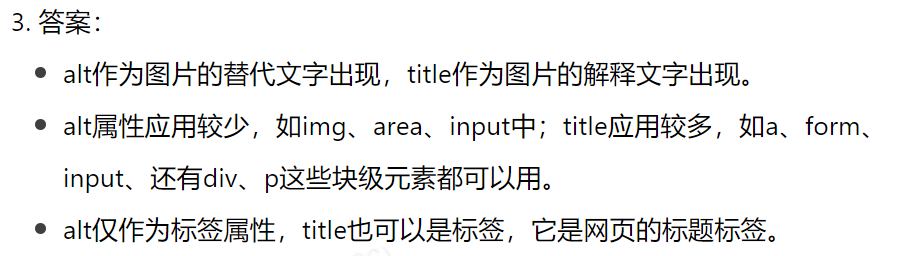 3. 答案：
• alt作为图片的替代文字出现，title作为图片的解释文字出现。
• alt属性应用较少，如img、area、input中；title应用较多，如a、form、
input、还有div、p这些块级元素都可以用。
• alt仅作为标签属性，title也可以是标签，它是网页的标题标签。